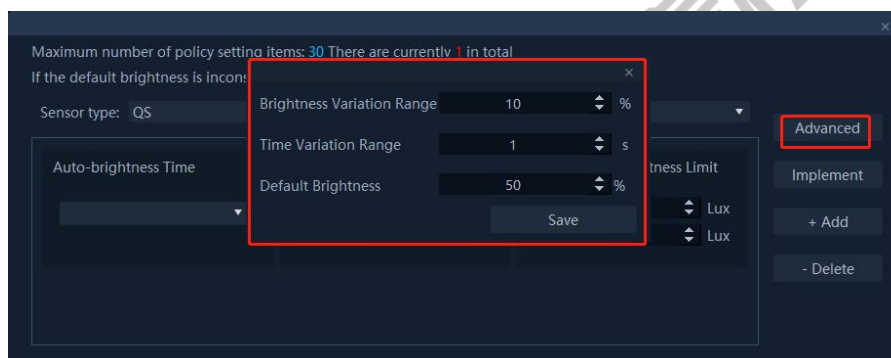 Maximum number of policy setting items: 30 There are currently 1 in total
If the default brightness is incons
Sensor type: QS
Brightness Variation Range 10 %
Time Variation Range 1 s
Default Brightness 50 %
Save
Advanced
Auto-brightness Time
tness Limit
Implement
Lux
+ Add
Lux
- Delete